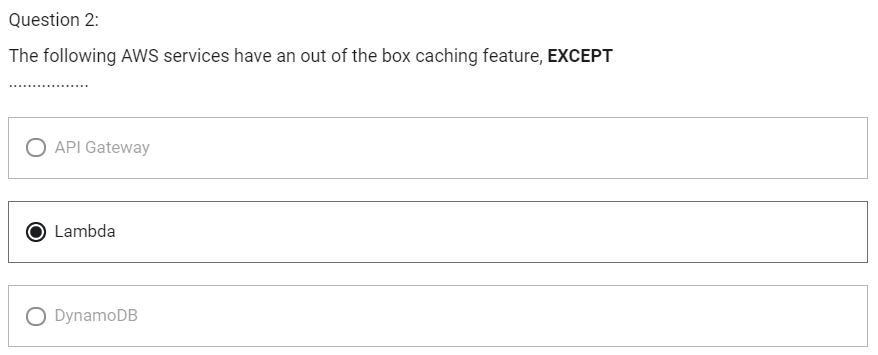 Question 2:
The following AWS services have an out of the box caching feature, EXCEPT
.................
API Gateway
Lambda
DynamoDB